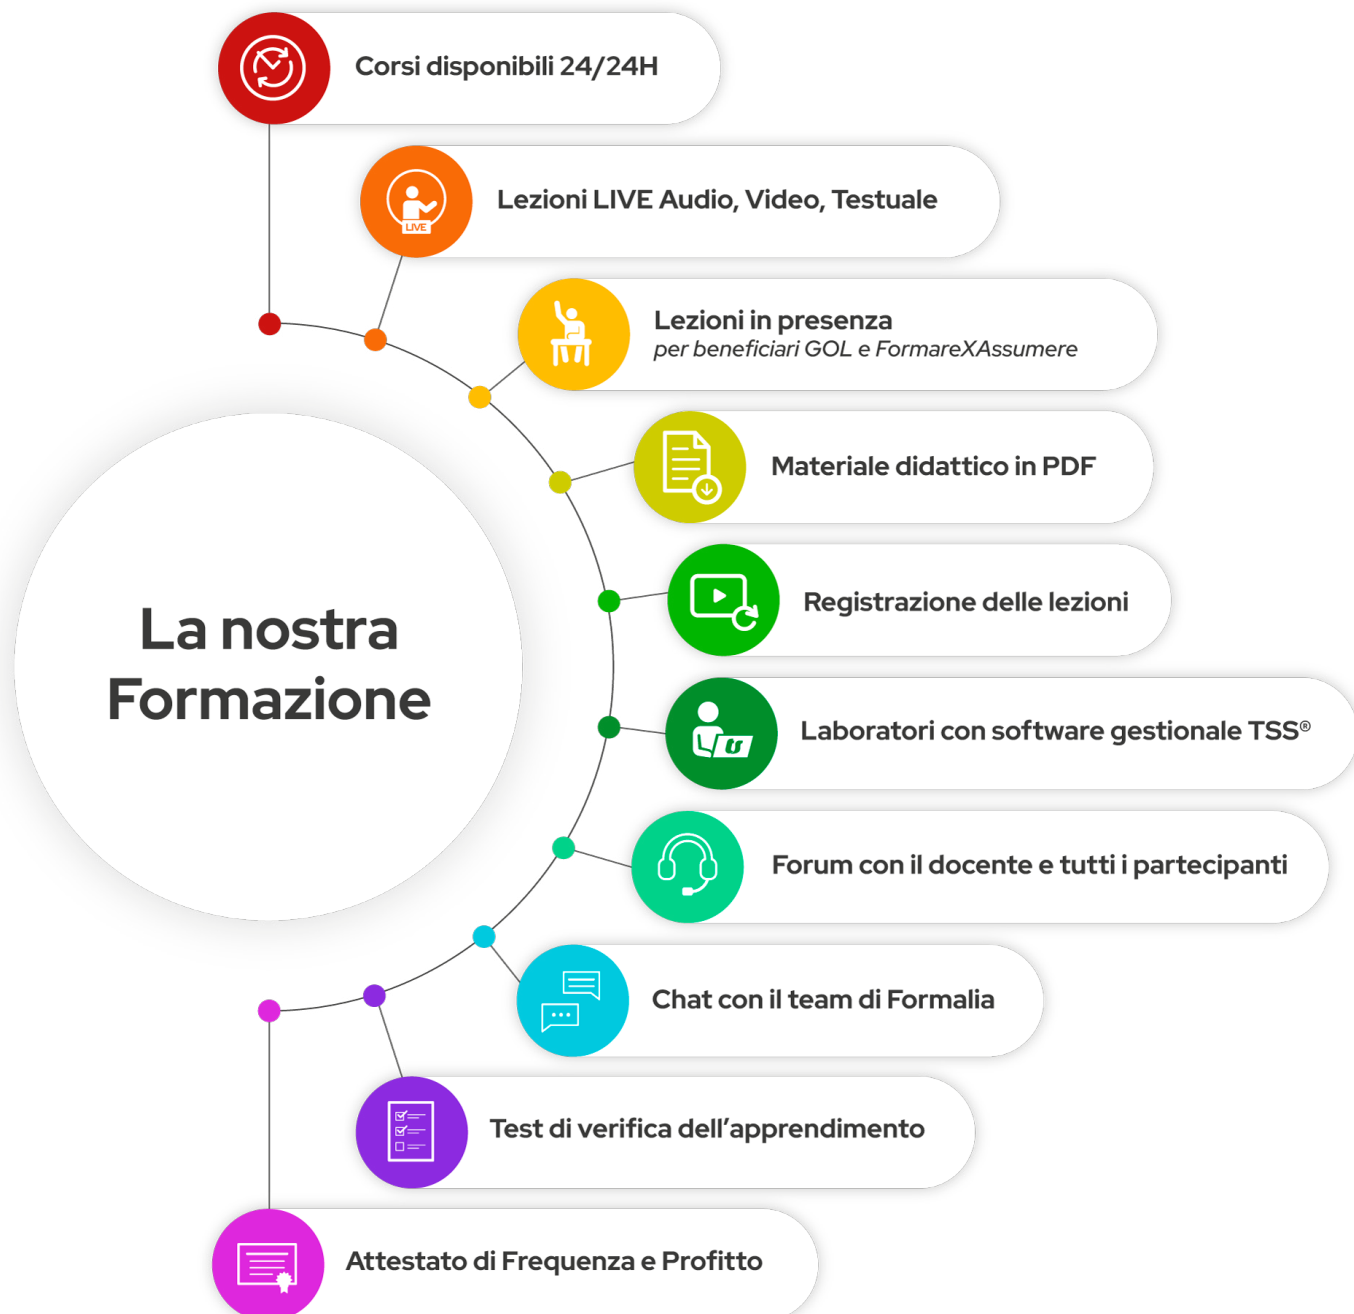 Corsi disponibili 24/24H
LIVE
Lezioni LIVE Audio, Video, Testuale
Lezioni in presenza
per beneficiari GOL e FormareXAssumere
Materiale didattico in PDF
Registrazione delle lezioni
La nostra
Formazione
Laboratori con software gestionale TSS®
Forum con il docente e tutti i partecipanti
Chat con il team di Formalia
Test di verifica dell’apprendimento
Attestato di Frequenza e Profitto